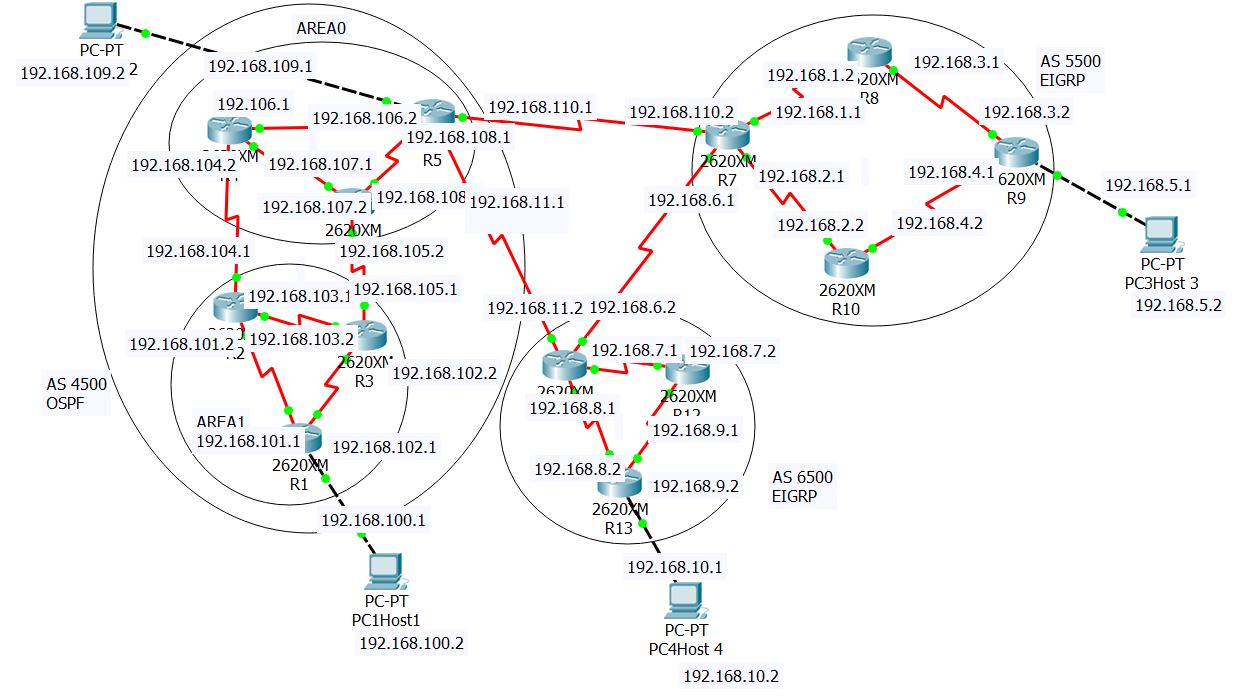 AREA0
PC-PT
192.168.109.2
2
192.168.109.1
192.106.1
192.168.106.2
192.168.108.1
R5
192.168.104.2
192.168.107.1
192.168.107.2
192.168.108
2620XM
192.168.104.1
192.168.105.2
192.168.105.1
192.168.103.1
192.168.103.2
192.168.101.2
R2
2620XM
R3
192.168.102.2
AS 4500
OSPF
AREA1
192.168.101.1
192.168.102.1
2620XM
R1
192.168.100.1
PC-PT
PC1Host1
192.168.100.2
192.168.110.1
192.168.110.2
192.168.11.1
192.168.11.2
192.168.6.1
192.168.6.2
192.168.1.2
192.168.1.1
R8
192.168.3.1
AS 5500
EIGRP
192.168.3.2
2620XM
R7
192.168.2.1
192.168.2.2
192.168.4.1
192.168.4.2
620XM
R9
2620XM
R10
192.168.5.1
PC-PT
PC3Host 3
192.168.5.2
192.168.7.1
192.168.7.2
2620XM
2620XM
R12
192.168.8.1
192.168.8.2
192.168.9.1
192.168.9.2
2620XM
R13
AS 6500
EIGRP
192.168.10.1
PC-PT
PC4Host 4
192.168.10.2